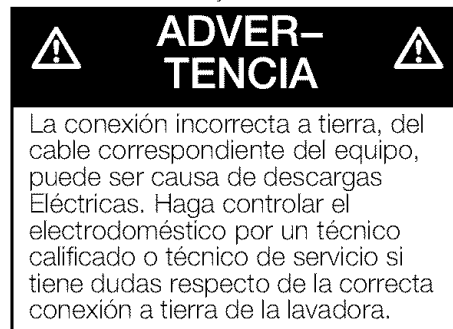 ADVER–
TENCIA
La conexión incorrecta a tierra, del
cable correspondiente del equipo,
puede ser causa de descargas
Eléctricas. Haga controlar el
electrodoméstico por un técnico
calificado o técnico de servicio si
tiene dudas respecto de la correcta
conexión a tierra de la lavadora.